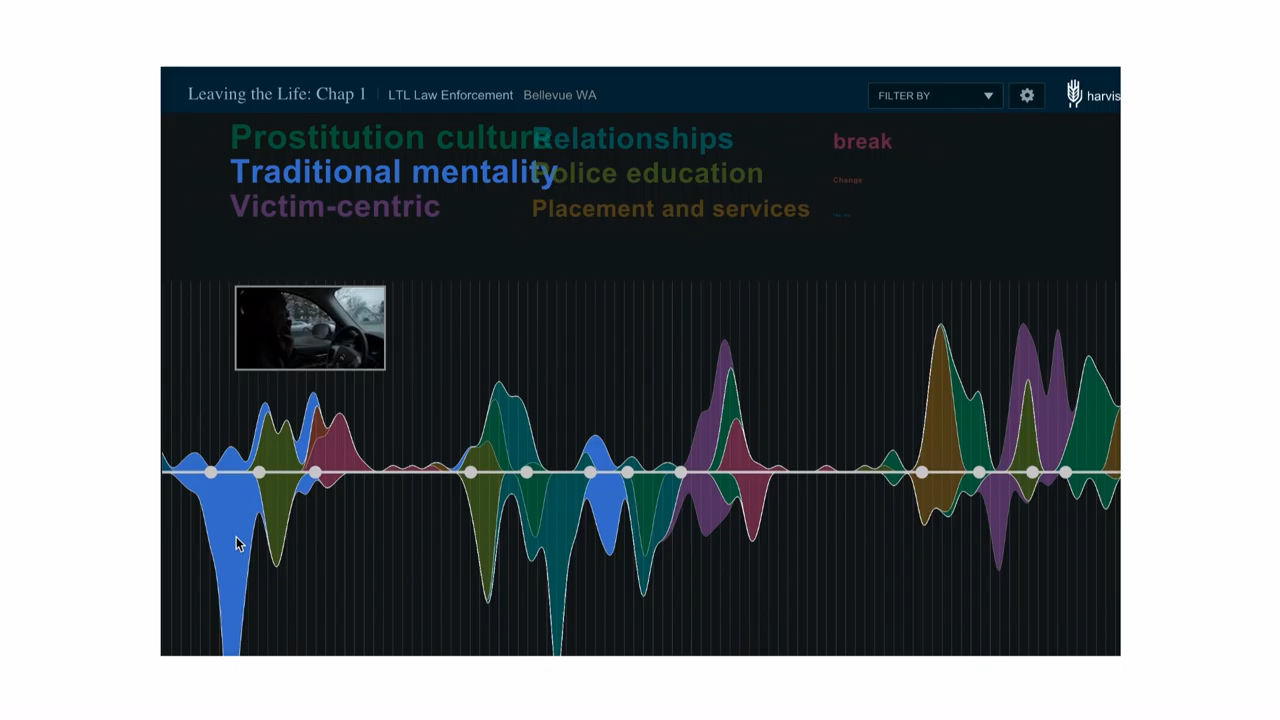 Leaving the Life: Chap 1 LTL Law Enforcement Bellevue WA FILTER BY harvis
Prostitution culture Relationships break
Traditional mentality Police education Change
Victim-centric Placement and services